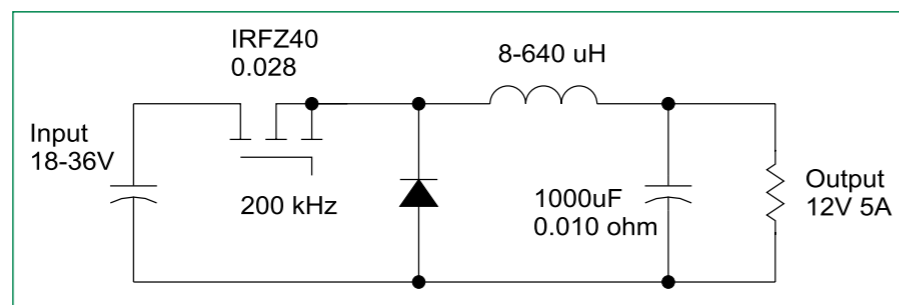 IRFZ40
0.028
8-640 uH
Input
18-36V
200 kHz
1000uF
0.010 ohm
Output
12V 5A